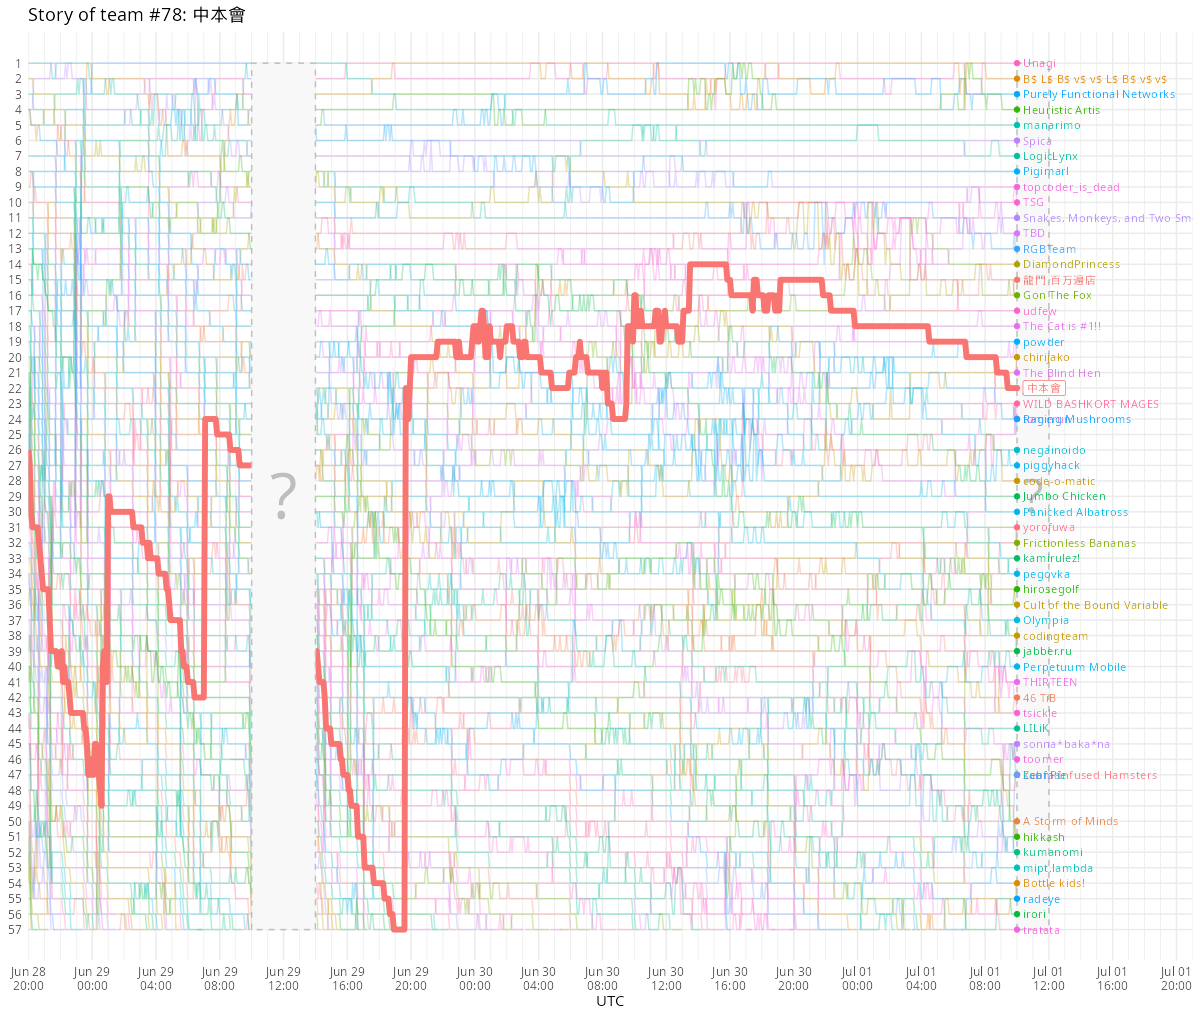 Story of team #78: 中本會
1
2
3
4
5
6
7
8
9
10
11
12
13
14
15
16
17
18
19
20
21
22
23
24
25
26
27
28
29
30
31
32
33
34
35
36
37
38
39
40
41
42
43
44
45
46
47
48
49
50
51
52
53
54
55
56
57
?
?
Unagi
B$ L$ B$ v$ v$ L$ B$ v$ v$
Purely Functional Networks
Heuristic Artis
manarimo
Spica
LogicLynx
Pigimarl
topcoder_is_dead
TSG
Snakes, Monkeys, and Two Sm
TBD
RGBTeam
DiamondPrincess
龍門 百万遍店
Gon The Fox
udfew
The Cat is #1!!
powder
chirijako
The Blind Hen
中本會
WILD BASHKORT MAGES
Raging Mushrooms
negainoido
piggyhack
code-o-matic
Jumbo Chicken
Panicked Albatross
yorofuwa
Frictionless Bananas
kamirulez!
pegovka
hirosegolf
Cult of the Bound Variable
Olympia
codingteam
jabber.ru
Perpetuum Mobile
THIRTEEN
46 TiB
tsickle
LILiK
sonna*baka*na
toomer
Confused Hamsters
A Storm of Minds
hikkash
kumanomi
mipt.lambda
Bottle kids!
radeye
irori
tratata
Jun 28 20:00
Jun 29 00:00
Jun 29 04:00
Jun 29 08:00
Jun 29 12:00
Jun 29 16:00
Jun 29 20:00
Jun 30 00:00
Jun 30 04:00
Jun 30 08:00
Jun 30 12:00
Jun 30 16:00
Jun 30 20:00
Jul 01 00:00
Jul 01 04:00
Jul 01 08:00
Jul 01 12:00
Jul 01 16:00
Jul 01 20:00
UTC